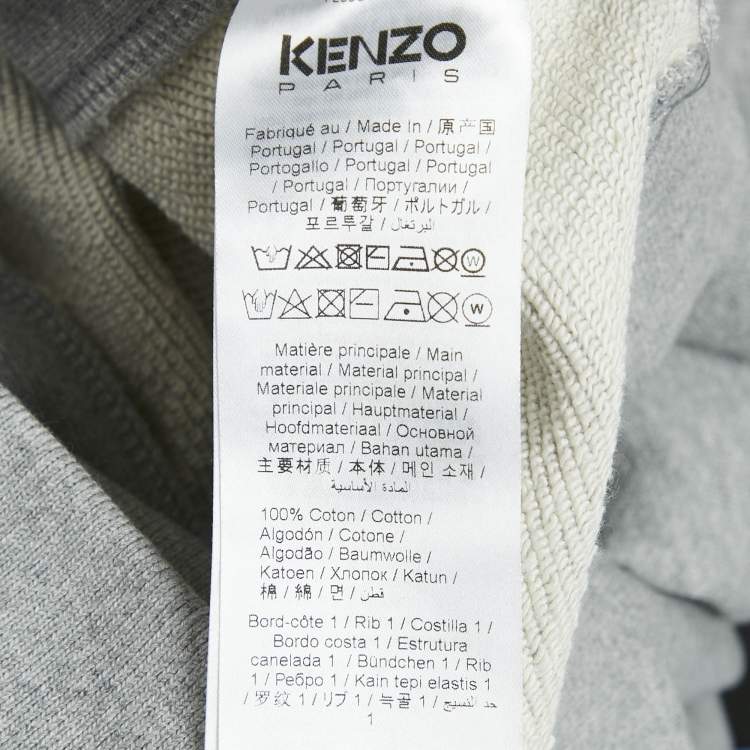 KENZO
PARIS
Fabriqué au / Made In / 原产国
Portugal / Portugal / Portugal /
Portogallo / Portugal / Portugal
/ Portugal / Португалии /
Portugal / 葡萄牙 / ポルトガル /
포르투갈 / البرتغال /
W
W
Matière principale / Main
material / Material principal /
Materiale principale / Material
principal / Hauptmaterial /
Hoofdmateriaal / Основной
материал / Bahan utama /
主要材质 / 本体 / 메인 소재 /
المادة الأساسية
100% Coton / Cotton /
Algodón / Cotone /
Algodão / Baumwolle /
Katoen / Хлопок / Katun /
棉 / 綿 / 면 / قطن
Bord-côte 1 / Rib 1 / Costilla 1 /
Bordo costa 1 / Estrutura
canelada 1 / Bündchen 1 / Rib
1 / Ребро 1 / Kain tepi elastis 1
/ 罗纹 1 / リブ 1 / 늑골 1 / حد النسيج
1